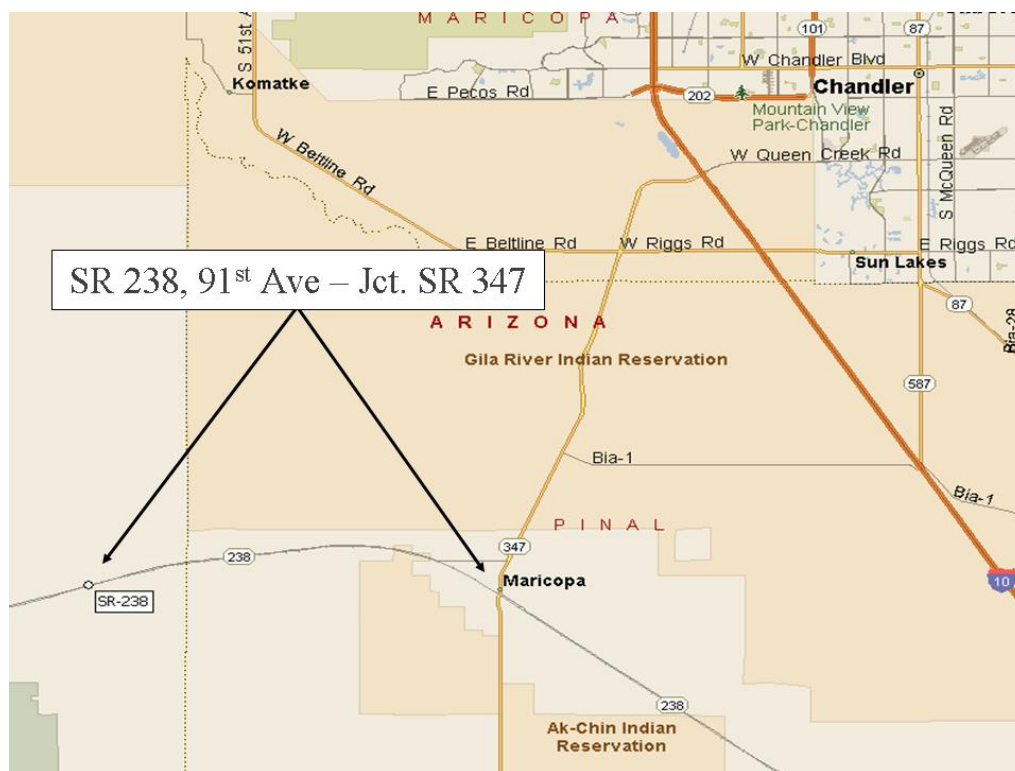 MARICOPA
101
87
S 51st A
W Chandler Blvd
Komatke
Chandler
E Pecos Rd
202
Mountain View
Park-Chandler
W Beltline Rd
W Queen Creek Rd
S McQueen Rd
E Beltline Rd
W Riggs Rd
E Riggs Rd
Sun Lakes
SR 238, 91st Ave – Jct. SR 347
87
ARIZONA
Bia-28
Gila River Indian Reservation
587
Bia-1
Bia-1
PINAL
347
238
Maricopa
10
SR-238
238
Ak-Chin Indian
Reservation